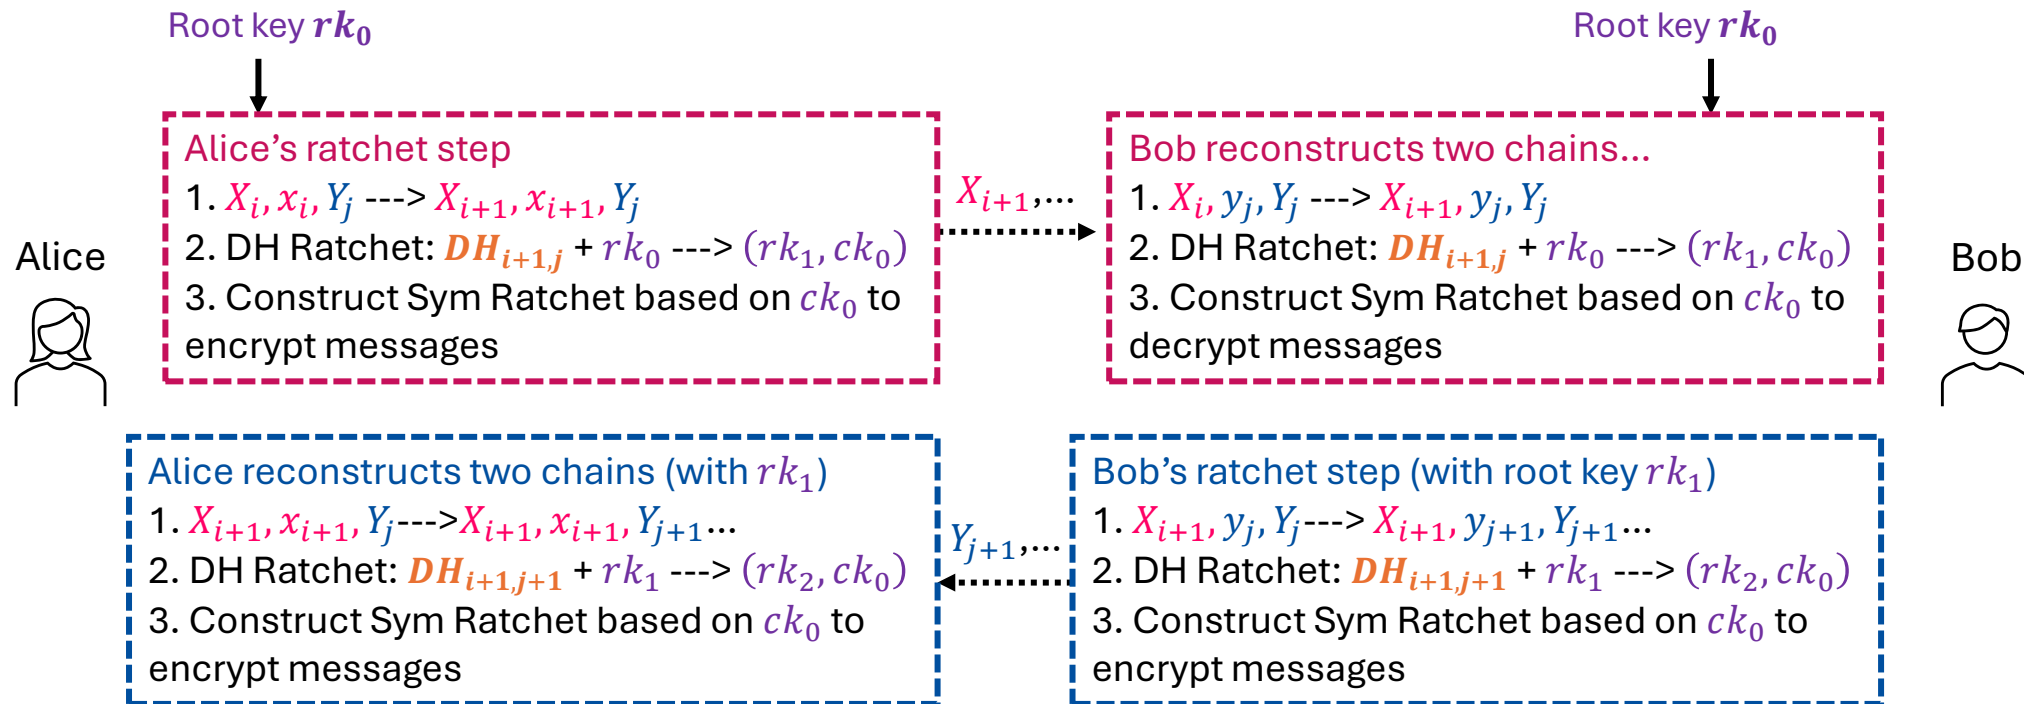 Root key rk₀
Root key rk₀
Alice's ratchet step
1. Xᵢ, xᵢ, Yⱼ ---> Xᵢ₊₁, xᵢ₊₁, Yⱼ
2. DH Ratchet: DHᵢ₊₁,ⱼ + rk₀ ---> (rk₁, ck₀)
3. Construct Sym Ratchet based on ck₀ to
encrypt messages
Xᵢ₊₁,...
Bob reconstructs two chains...
1. Xᵢ, yⱼ, Yⱼ ---> Xᵢ₊₁, yⱼ, Yⱼ
2. DH Ratchet: DHᵢ₊₁,ⱼ + rk₀ ---> (rk₁, ck₀)
3. Construct Sym Ratchet based on ck₀ to
decrypt messages
Alice
Bob
Alice reconstructs two chains (with rk₁)
1. Xᵢ₊₁, xᵢ₊₁, Yⱼ--->Xᵢ₊₁, xᵢ₊₁, Yⱼ₊₁...
2. DH Ratchet: DHᵢ₊₁,ⱼ₊₁ + rk₁ ---> (rk₂, ck₀)
3. Construct Sym Ratchet based on ck₀ to
encrypt messages
Yⱼ₊₁,...
Bob's ratchet step (with root key rk₁)
1. Xᵢ₊₁, yⱼ, Yⱼ---> Xᵢ₊₁, yⱼ₊₁, Yⱼ₊₁...
2. DH Ratchet: DHᵢ₊₁,ⱼ₊₁ + rk₁ ---> (rk₂, ck₀)
3. Construct Sym Ratchet based on ck₀ to
encrypt messages